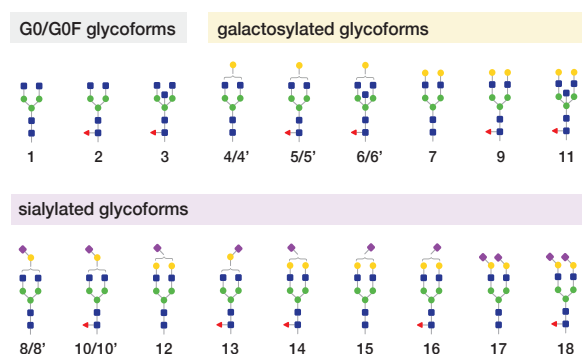 G0/G0F glycoforms
galactosylated glycoforms
1 2 3 4/4’ 5/5’ 6/6’ 7 9 11
sialylated glycoforms
8/8’ 10/10’ 12 13 14 15 16 17 18